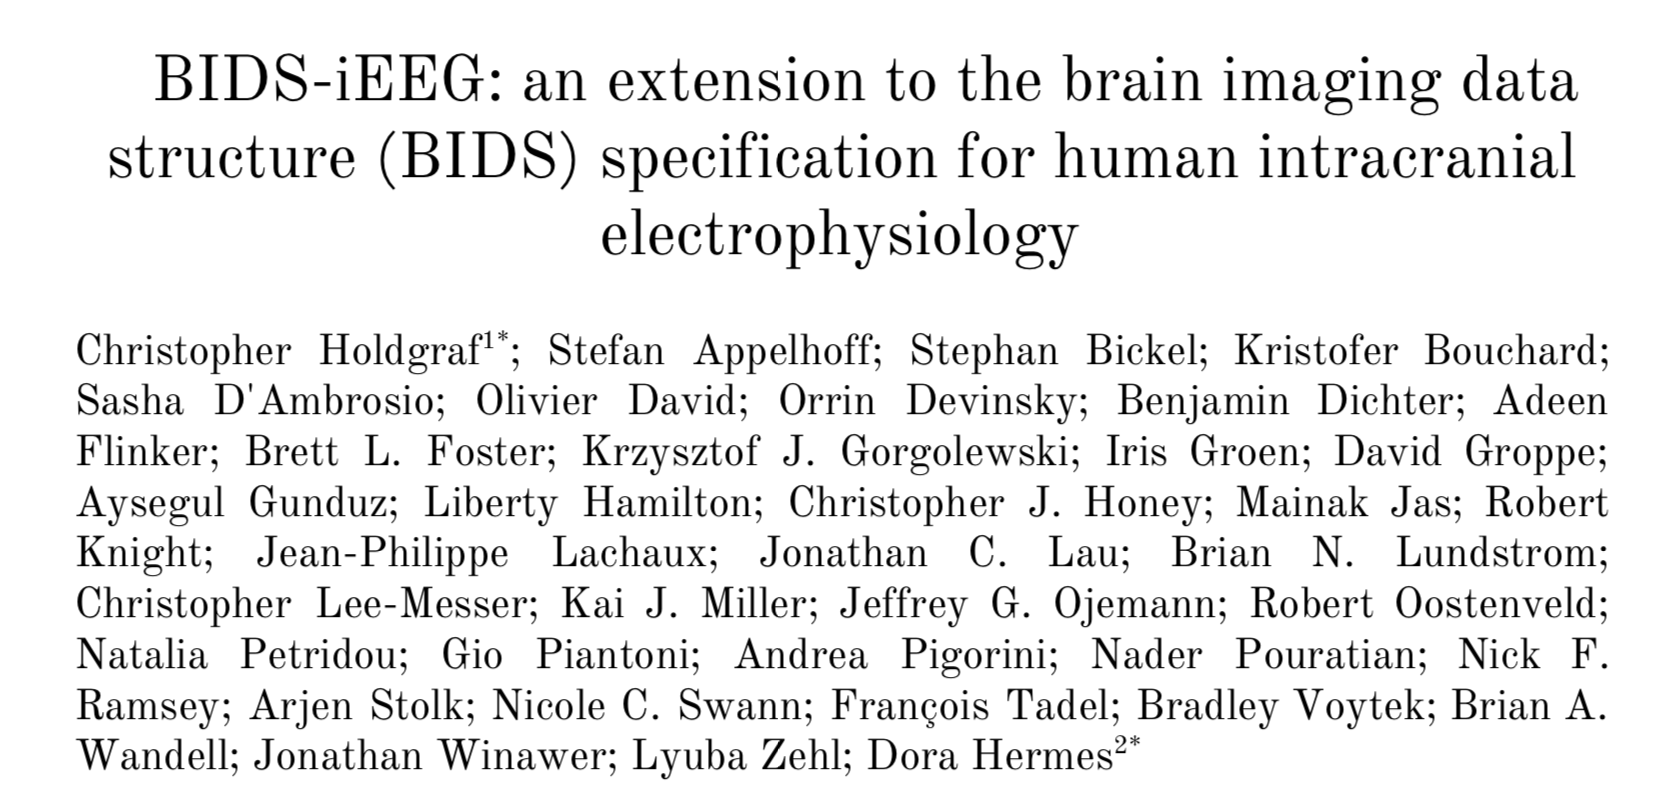 BIDS-iEEG: an extension to the brain imaging data
structure (BIDS) specification for human intracranial
electrophysiology
Christopher Holdgraf¹*; Stefan Appelhoff; Stephan Bickel; Kristofer Bouchard;
Sasha D'Ambrosio; Olivier David; Orrin Devinsky; Benjamin Dichter; Adeen
Flinker; Brett L. Foster; Krzysztof J. Gorgolewski; Iris Groen; David Groppe;
Aysegul Gunduz; Liberty Hamilton; Christopher J. Honey; Mainak Jas; Robert
Knight; Jean-Philippe Lachaux; Jonathan C. Lau; Brian N. Lundstrom;
Christopher Lee-Messer; Kai J. Miller; Jeffrey G. Ojemann; Robert Oostenveld;
Natalia Petridou; Gio Piantoni; Andrea Pigorini; Nader Pouratian; Nick F.
Ramsey; Arjen Stolk; Nicole C. Swann; François Tadel; Bradley Voytek; Brian A.
Wandell; Jonathan Winawer; Lyuba Zehl; Dora Hermes²*